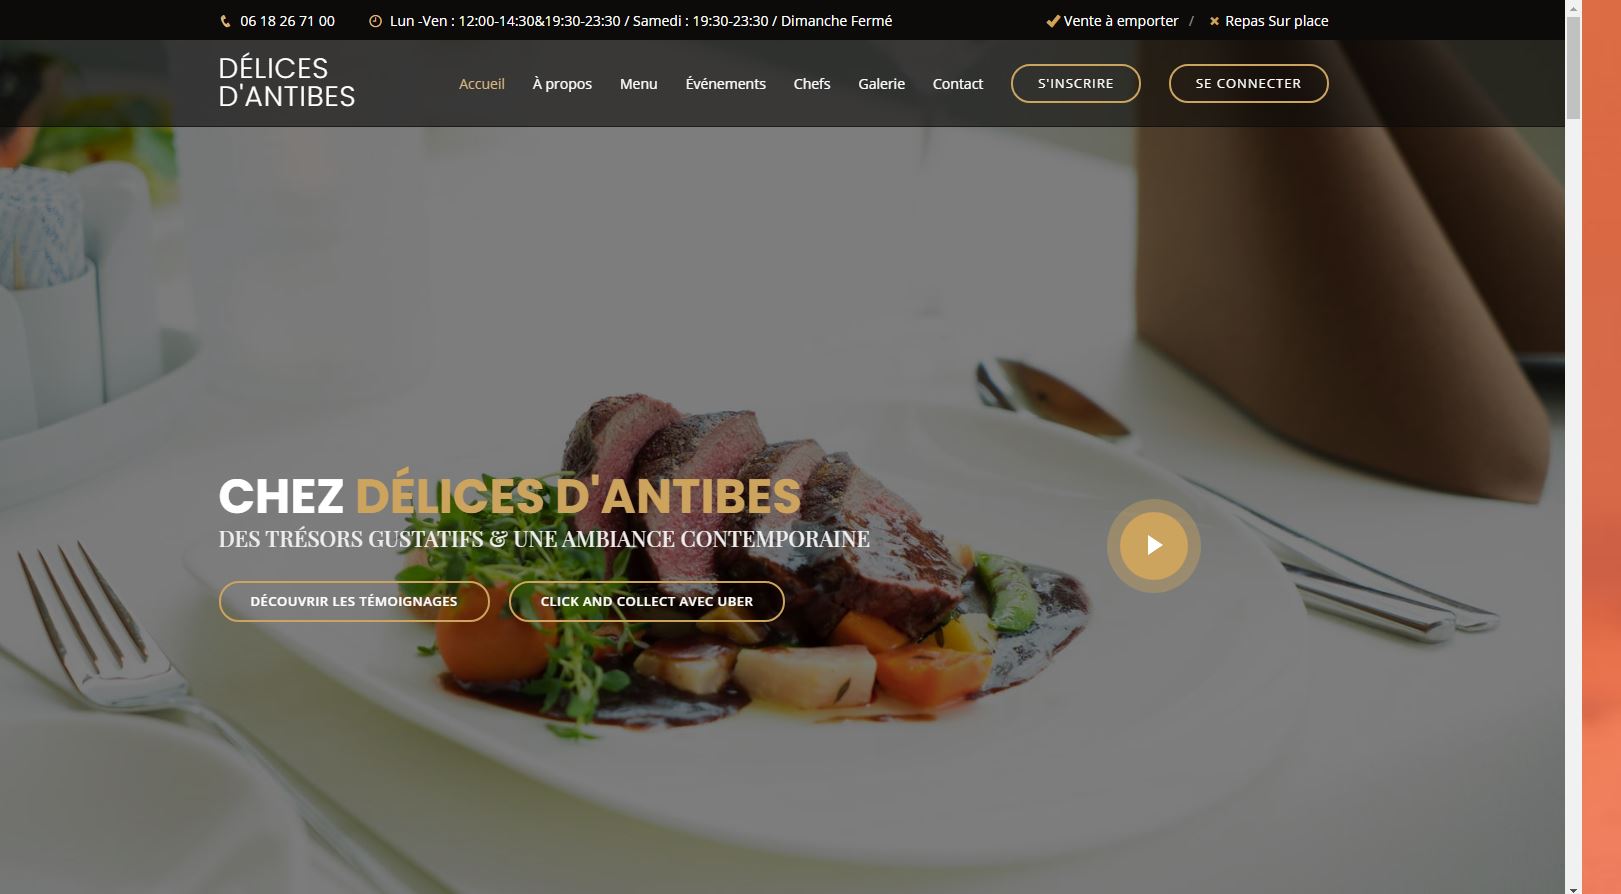 06 18 26 71 00 Lun -Ven : 12:00-14:30&19:30-23:30 / Samedi : 19:30-23:30 / Dimanche Fermé Vente à emporter / Repas Sur place
DÉLICES
D'ANTIBES
Accueil À propos Menu Événements Chefs Galerie Contact S'INSCRIRE SE CONNECTER
CHEZ DÉLICES D'ANTIBES
DES TRÉSORS GUSTATIFS & UNE AMBIANCE CONTEMPORAINE
DÉCOUVRIR LES TÉMOIGNAGES CLICK AND COLLECT AVEC UBER